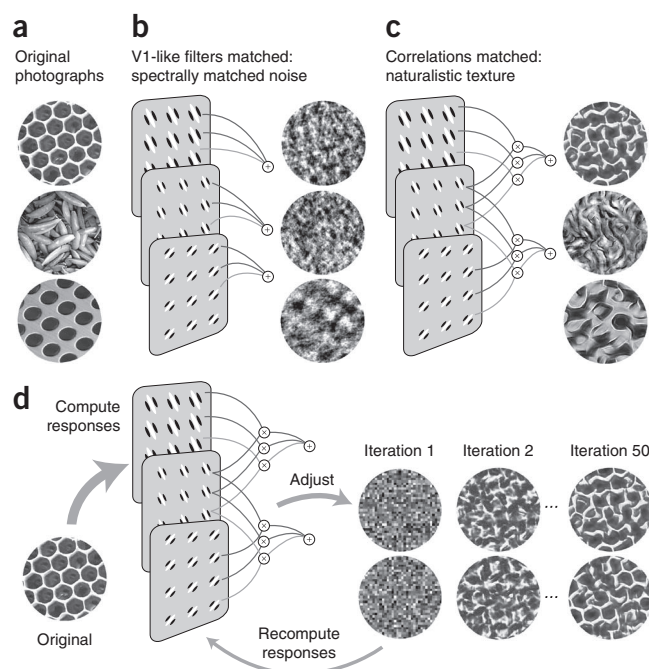 a
Original
photographs
b
V1-like filters matched:
spectrally matched noise
c
Correlations matched:
naturalistic texture
d
Compute
responses
Original
Adjust
Iteration 1
Iteration 2
Iteration 50
...
...
Recompute
responses